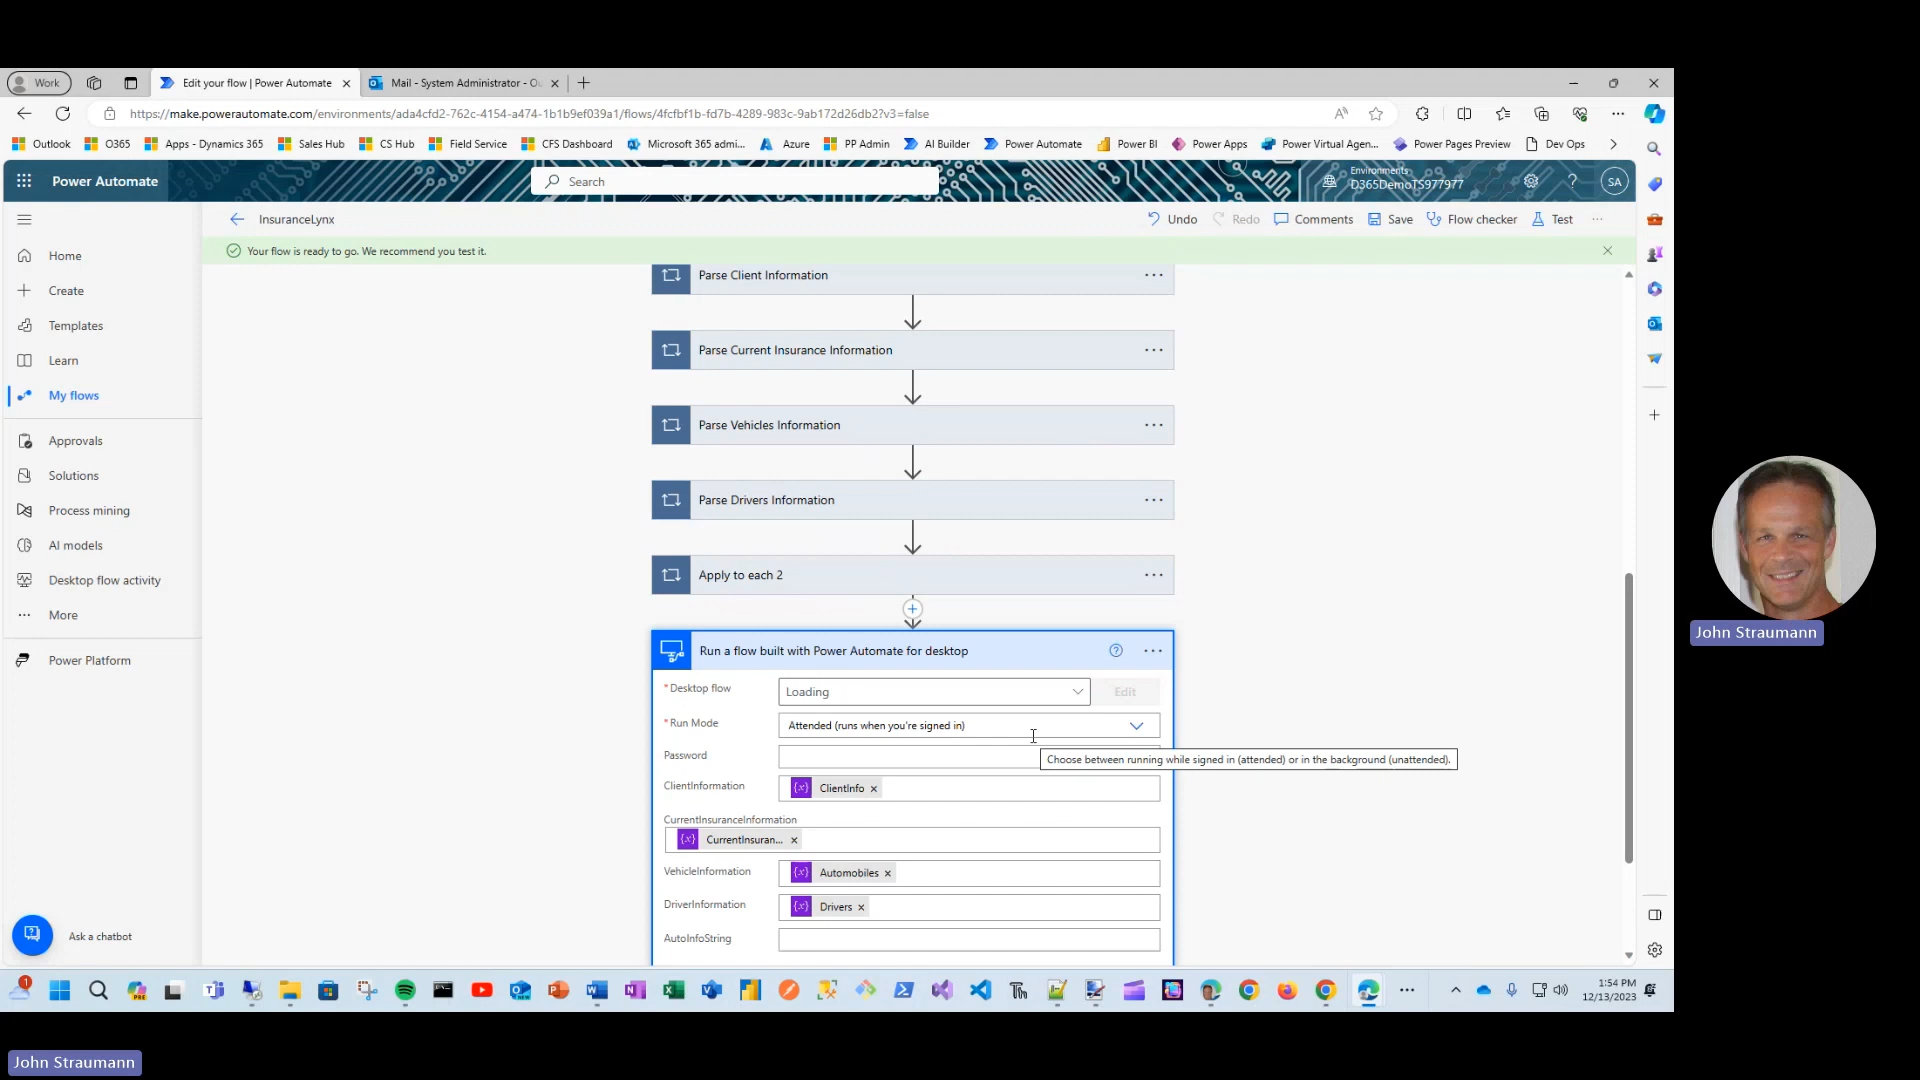 Work
Edit your flow | Power Automate
Mail - System Administrator - Ou
https://make.powerautomate.com/environments/ada4cfd2-762c-4154-a474-1b1b9ef039a1/flows/4fcfbf1b-fd7b-4289-983c-9ab172d26db2?v3=false
Outlook
O365
Apps - Dynamics 365
Sales Hub
CS Hub
Field Service
CFS Dashboard
Microsoft 365 admi...
Azure
PP Admin
AI Builder
Power Automate
Power BI
Power Apps
Power Virtual Agen...
Power Pages Preview
Dev Ops
Power Automate
Search
Environments
D365DemoTS977977
SA
InsuranceLynx
Undo
Redo
Comments
Save
Flow checker
Test
Your flow is ready to go. We recommend you test it.
Home
Create
Templates
Learn
My flows
Approvals
Solutions
Process mining
AI models
Desktop flow activity
More
Power Platform
Ask a chatbot
Parse Client Information
Parse Current Insurance Information
Parse Vehicles Information
Parse Drivers Information
Apply to each 2
Run a flow built with Power Automate for desktop
* Desktop flow
Loading
Edit
* Run Mode
Attended (runs when you're signed in)
Password
Choose between running while signed in (attended) or in the background (unattended).
ClientInformation
ClientInfo
CurrentInsuranceInformation
CurrentInsuran...
VehicleInformation
Automobiles
DriverInformation
Drivers
AutoInfoString
1
PRE
1:54 PM
12/13/2023
John Straumann
John Straumann